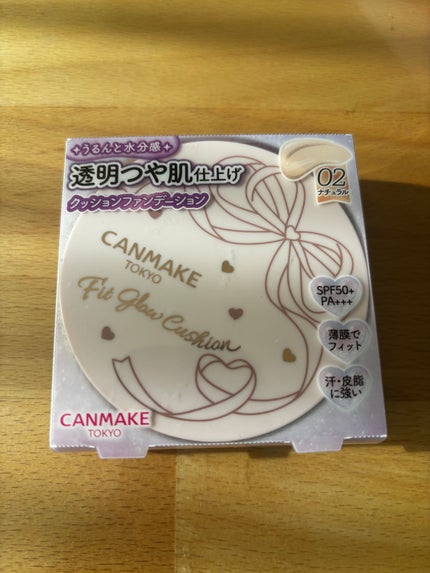 うるんと水分感
透明つや肌仕上げ
クッションファンデーション
02
ナチュラル
CANMAKE
TOKYO
Fit Glow Cushion
SPF50+
PA+++
薄膜で
フィット
汗・皮脂
に強い
CANMAKE
TOKYO